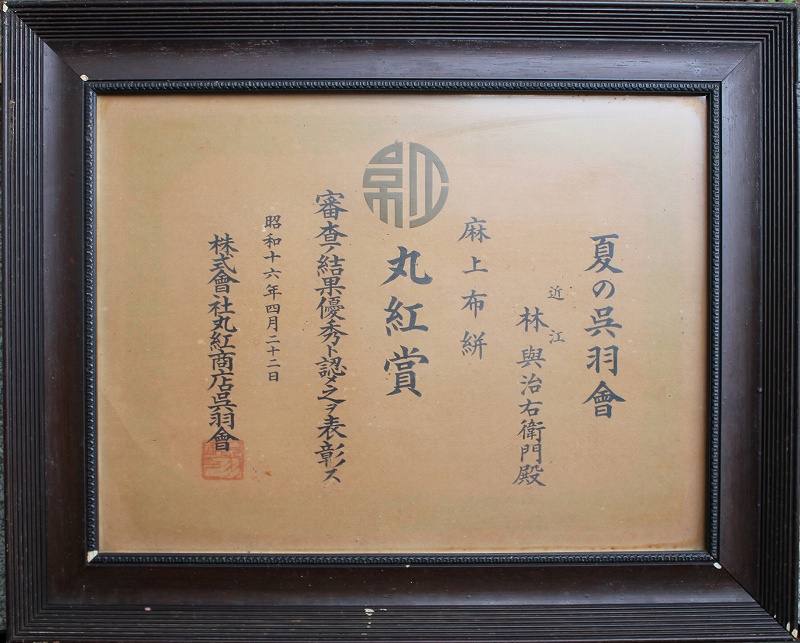 夏の呉羽會
近江
林與治右衛門殿
麻上布絣
丸紅賞
審査ノ結果優秀ト認メ之ヲ表彰ス
昭和十六年四月二十二日
株式會社丸紅商店呉羽會